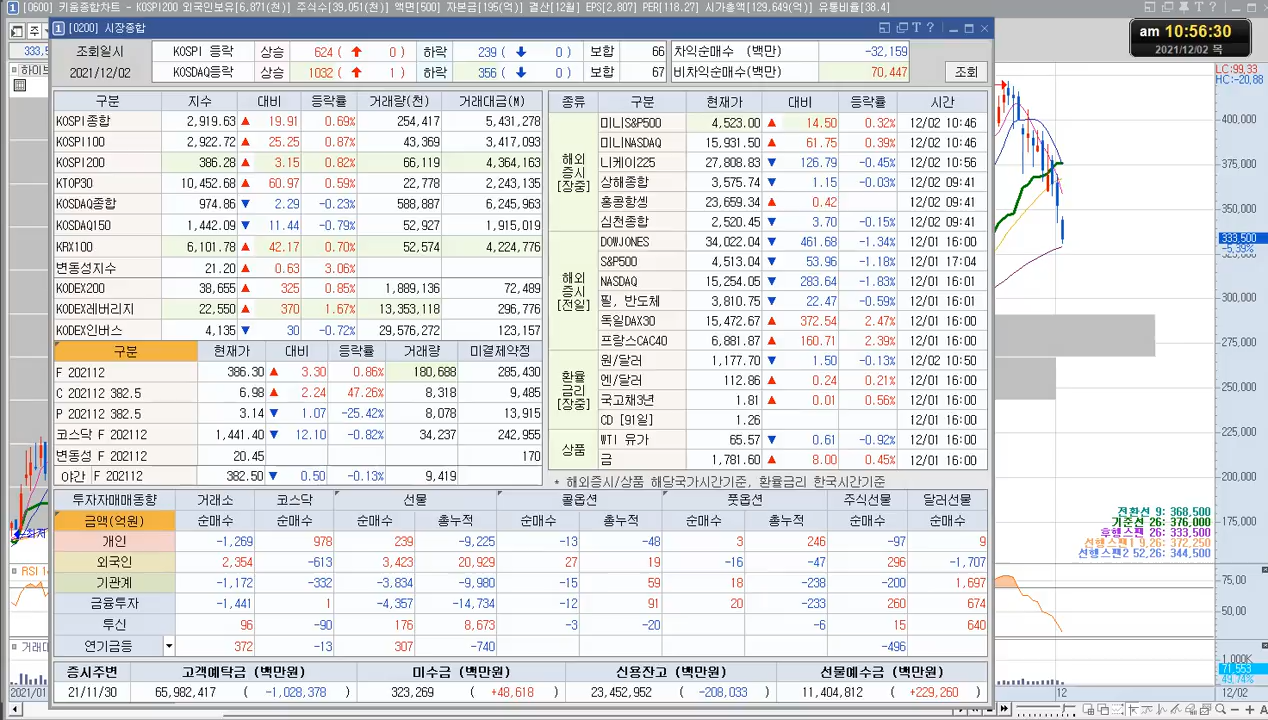 [0600] 키움종합차트 - KOSPI200 외국인보유[6,871(천)] 주식수[39,051(천)] 액면[500] 자본금[195(억)] 결산[12월] EPS[2,807] PER[118.27] 시가총액[129,649(억)] 유통비율[38.4]
[0200] 시장종합
am 10:56:30
2021/12/02 목
조회일시 KOSPI 등락 상승 624 ( 0 ) 하락 239 ( 0 ) 보합 66 차익순매수 (백만) -32,159
2021/12/02 KOSDAQ등락 상승 1032 ( 1 ) 하락 356 ( 0 ) 보합 67 비차익순매수(백만) 70,447 조회
구분 지수 대비 등락률 거래량(천) 거래대금(M)
KOSPI종합 2,919.63 ▲ 19.91 0.69% 254,417 5,431,278
KOSPI100 2,922.72 ▲ 25.25 0.87% 43,369 3,417,093
KOSPI200 386.28 ▲ 3.15 0.82% 66,119 4,364,163
KTOP30 10,452.68 ▲ 60.97 0.59% 22,778 2,243,135
KOSDAQ종합 974.86 ▼ 2.29 -0.23% 588,887 6,245,963
KOSDAQ150 1,442.09 ▼ 11.44 -0.79% 52,927 1,915,019
KRX100 6,101.78 ▲ 42.17 0.70% 52,574 4,224,776
변동성지수 21.20 ▲ 0.63 3.06%
KODEX200 38,655 ▲ 325 0.85% 1,889,136 72,489
KODEX레버리지 22,550 ▲ 370 1.67% 13,353,118 296,776
KODEX인버스 4,135 ▼ 30 -0.72% 29,576,272 123,157
구분 현재가 대비 등락률 거래량 미결제약정
F 202112 386.30 ▲ 3.30 0.86% 180,688 285,430
C 202112 382.5 6.98 ▲ 2.24 47.26% 8,318 9,485
P 202112 382.5 3.14 ▼ 1.07 -25.42% 8,078 13,915
코스닥 F 202112 1,441.40 ▼ 12.10 -0.82% 34,237 242,955
변동성 F 202112 20.45 170
야간 F 202112 382.50 ▼ 0.50 -0.13% 9,419
종류 구분 현재가 대비 등락률 시간
해외
증시
[장중]
미니S&P500 4,523.00 ▲ 14.50 0.32% 12/02 10:46
미니NASDAQ 15,931.50 ▲ 61.75 0.39% 12/02 10:46
니케이225 27,808.83 ▼ 126.79 -0.45% 12/02 10:56
상해종합 3,575.74 ▼ 1.15 -0.03% 12/02 09:41
홍콩항셍 23,659.34 ▲ 0.42 12/02 09:41
심천종합 2,520.45 ▼ 3.70 -0.15% 12/02 09:41
해외
증시
[전일]
DOWJONES 34,022.04 ▼ 461.68 -1.34% 12/01 16:00
S&P500 4,513.04 ▼ 53.96 -1.18% 12/01 17:04
NASDAQ 15,254.05 ▼ 283.64 -1.83% 12/01 16:01
필, 반도체 3,810.75 ▼ 22.47 -0.59% 12/01 16:01
독일DAX30 15,472.67 ▲ 372.54 2.47% 12/01 16:00
프랑스CAC40 6,881.87 ▲ 160.71 2.39% 12/01 16:00
환율
금리
[장중]
원/달러 1,177.70 ▼ 1.50 -0.13% 12/02 10:50
엔/달러 112.86 ▲ 0.24 0.21% 12/01 16:00
국고채3년 1.81 ▲ 0.01 0.56% 12/01 16:00
CD [91일] 1.26 12/01 16:00
상품
WTI 유가 65.57 ▼ 0.61 -0.92% 12/01 16:00
금 1,781.60 ▲ 8.00 0.45% 12/01 16:00
* 해외증시/상품 해당국가시간기준, 환율금리 한국시간기준
투자자매매동향 거래소 코스닥 선물 콜옵션 풋옵션 주식선물 달러선물
금액(억원) 순매수 순매수 순매수 총누적 순매수 총누적 순매수 총누적 순매수 순매수
개인 -1,269 978 239 -9,225 -13 -48 3 246 -97 9
외국인 2,354 -613 3,423 20,929 27 19 -16 -47 296 -1,707
기관계 -1,172 -332 -3,834 -9,980 -15 59 18 -238 -200 1,697
금융투자 -1,441 1 -4,357 -14,734 -12 91 20 -233 260 674
투신 96 -90 176 8,673 -3 -20 -6 15 640
연기금등 372 -13 307 -740 -496
증시주변 고객예탁금 (백만원) 미수금 (백만원) 신용잔고 (백만원) 선물예수금 (백만원)
21/11/30 65,982,417 ( -1,028,378 ) 323,269 ( +48,618 ) 23,452,952 ( -208,033 ) 11,404,812 ( +229,260 )
LC:99.33
HC:-20.88
400,000
375,000
350,000
333,500
-5.39%
325,000
300,000
275,000
250,000
225,000
200,000
175,000
전환선 9: 368,500
기준선 26: 376,000
후행스팬 26: 333,500
선행스팬1 9,26: 372,250
선행스팬2 52,26: 344,500
75.00
50.00
1,000K
71,553
49.74%
12
12/02
주
333,5
하이브
최저
RSI 14
거래대
2021/01